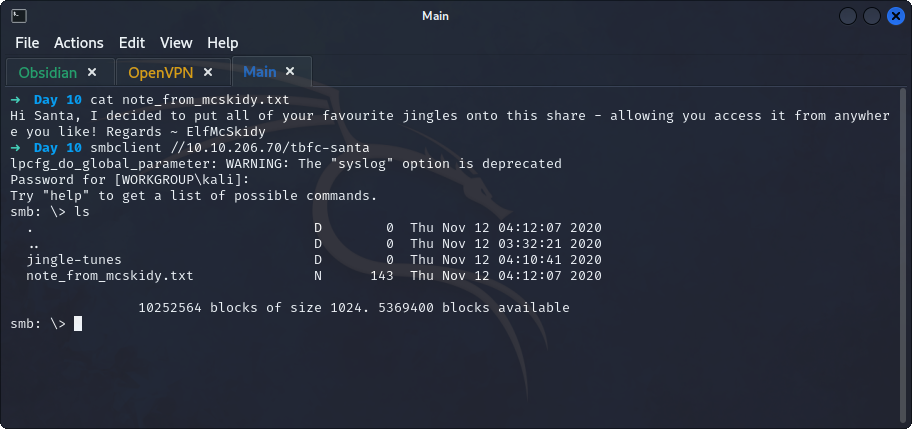 Main
File Actions Edit View Help
Obsidian × OpenVPN × Main ×
→ Day 10 cat note_from_mcskidy.txt
Hi Santa, I decided to put all of your favourite jingles onto this share - allowing you access it from anywher
e you like! Regards ~ ElfMcSkidy
→ Day 10 smbclient //10.10.206.70/tbfc-santa
lpcfg_do_global_parameter: WARNING: The "syslog" option is deprecated
Password for [WORKGROUP\kali]:
Try "help" to get a list of possible commands.
smb: \> ls
  .                                   D        0  Thu Nov 12 04:12:07 2020
  ..                                  D        0  Thu Nov 12 03:32:21 2020
  jingle-tunes                        D        0  Thu Nov 12 04:10:41 2020
  note_from_mcskidy.txt               N      143  Thu Nov 12 04:12:07 2020
                10252564 blocks of size 1024. 5369400 blocks available
smb: \>